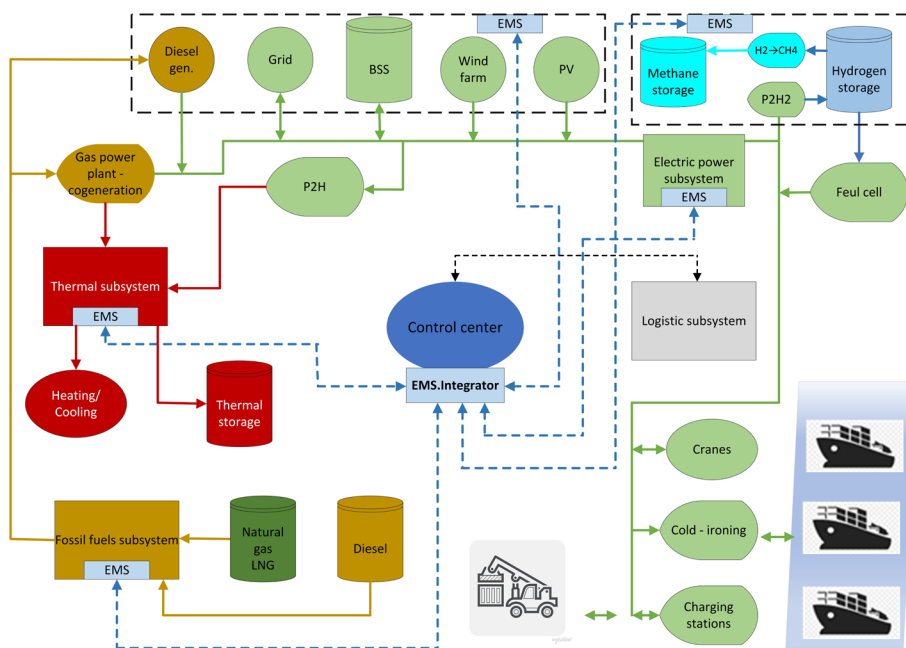 EMS
EMS
Diesel
gen.
Grid
BSS
Wind
farm
PV
Methane
storage
H2→CH4
Hydrogen
storage
P2H2
Gas power
plant -
cogeneration
P2H
Electric power
subsystem
EMS
Feul cell
Thermal subsystem
EMS
Control center
Logistic subsystem
EMS.Integrator
Heating/
Cooling
Thermal
storage
Cranes
Fossil fuels subsystem
EMS
Natural
gas
LNG
Diesel
Cold - ironing
Charging
stations